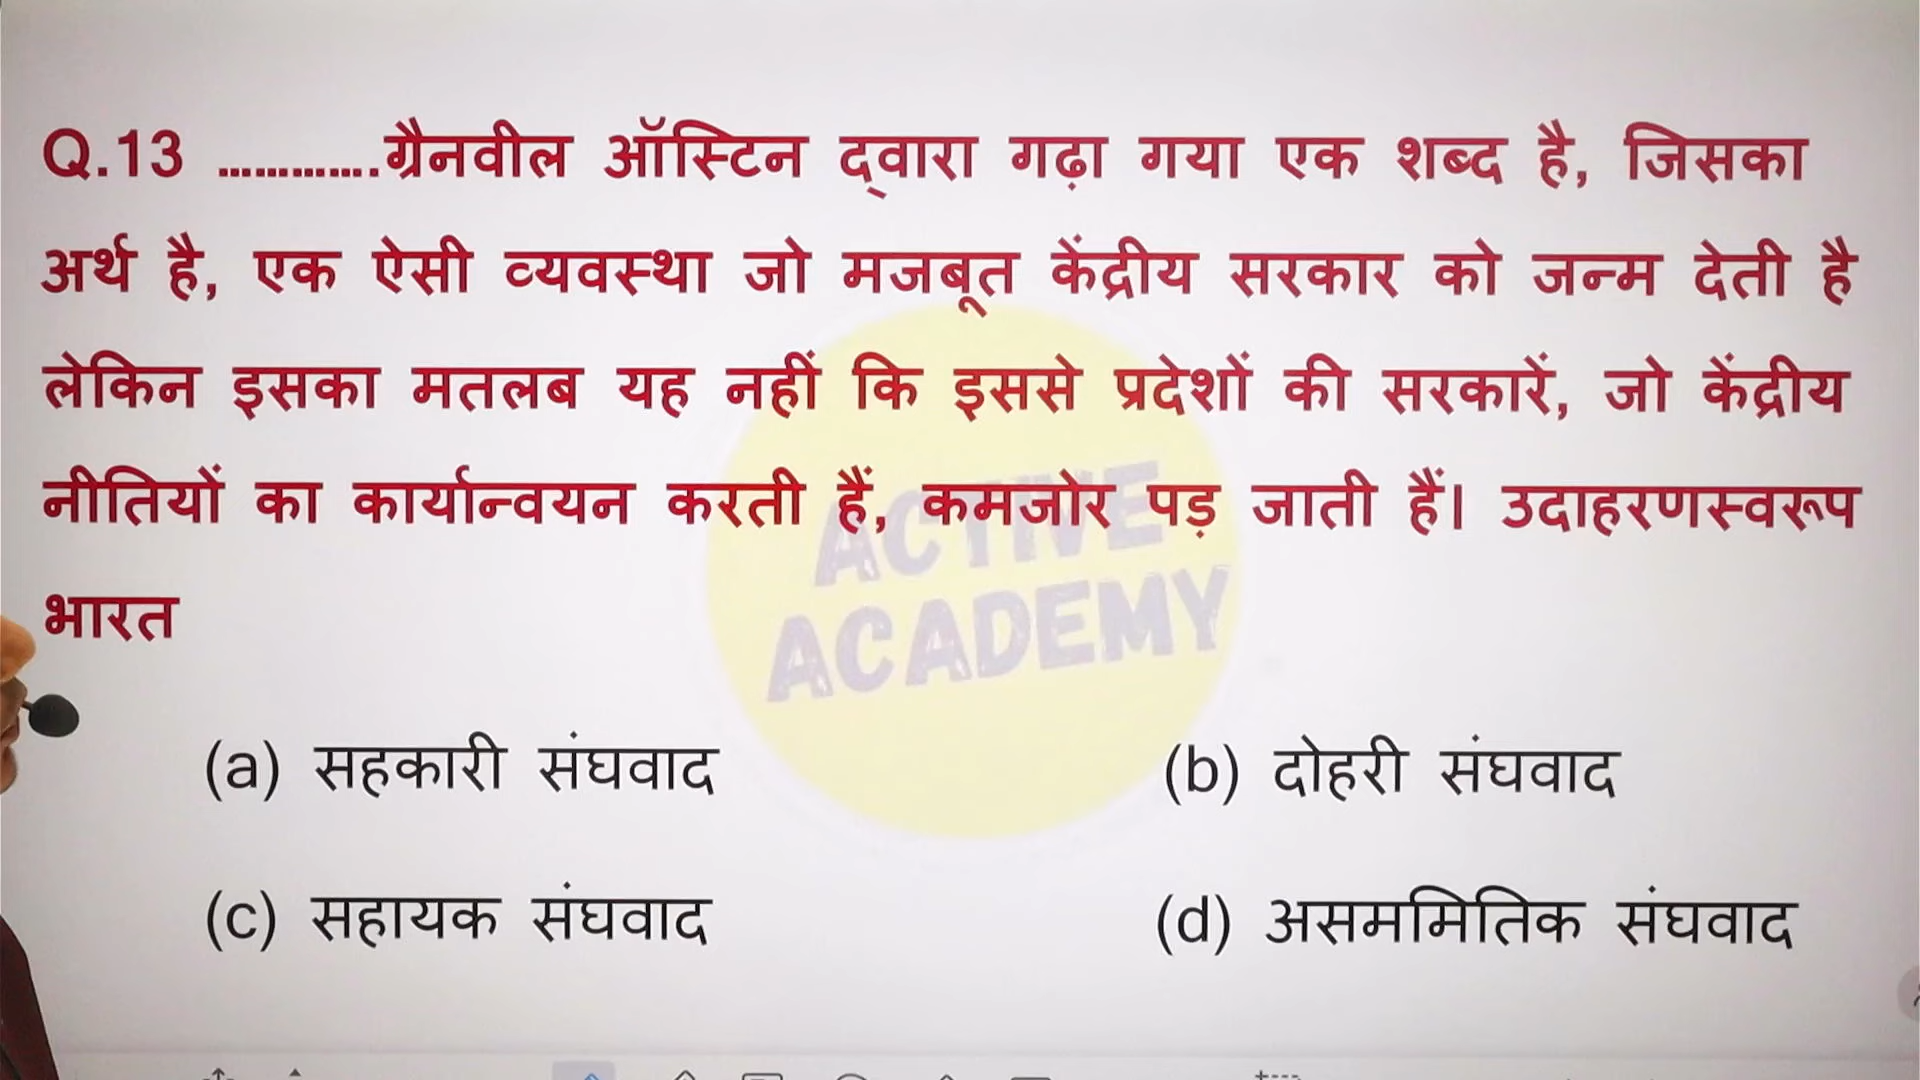 Q.13 .............ग्रैनवील ऑस्टिन द्वारा गढ़ा गया एक शब्द है, जिसका
अर्थ है, एक ऐसी व्यवस्था जो मजबूत केंद्रीय सरकार को जन्म देती है
लेकिन इसका मतलब यह नहीं कि इससे प्रदेशों की सरकारें, जो केंद्रीय
नीतियों का कार्यान्वयन करती हैं, कमजोर पड़ जाती हैं। उदाहरणस्वरूप
भारत
ACTIVE
ACADEMY
(a) सहकारी संघवाद
(b) दोहरी संघवाद
(c) सहायक संघवाद
(d) असममितिक संघवाद